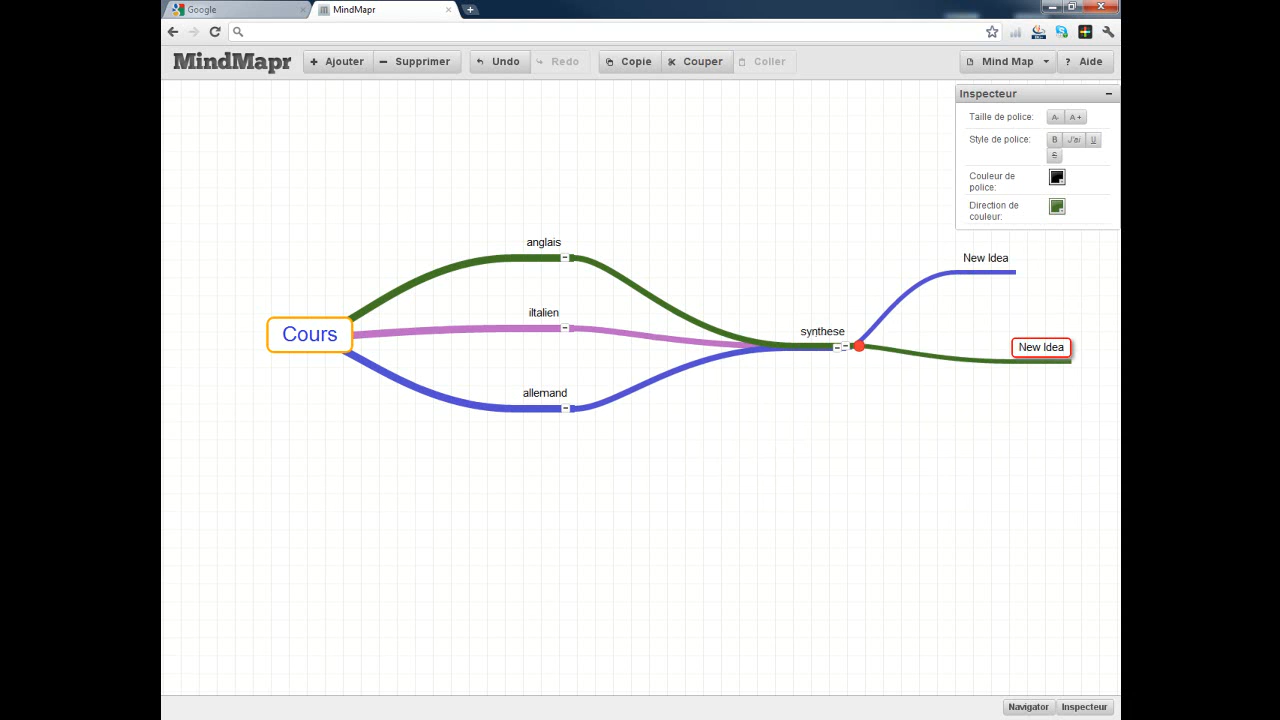 Google
MindMapr
MindMapr
Ajouter
Supprimer
Undo
Redo
Copie
Couper
Coller
Mind Map
Aide
Inspecteur
Taille de police:
A-
A+
Style de police:
B
J'ai
U
S
Couleur de
police:
Direction de
couleur:
anglais
New Idea
iltalien
synthese
Cours
New Idea
allemand
Navigator
Inspecteur